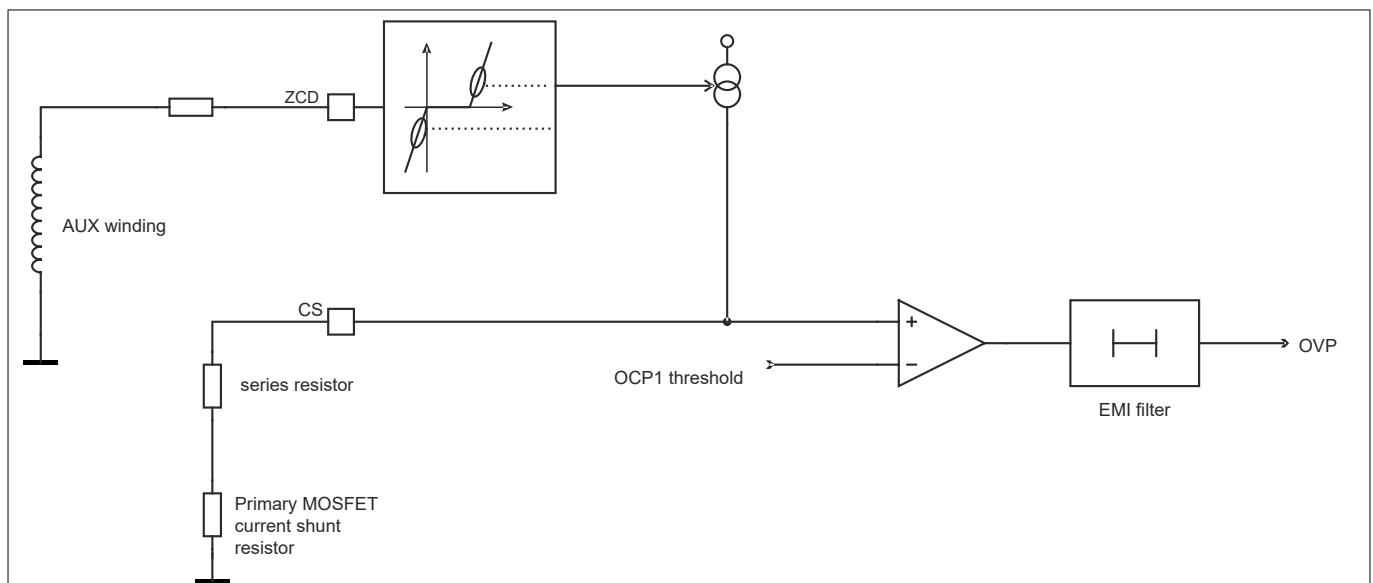 ZCD
AUX winding
CS
+
−
series resistor
OCP1 threshold
OVP
EMI filter
Primary MOSFET
current shunt
resistor